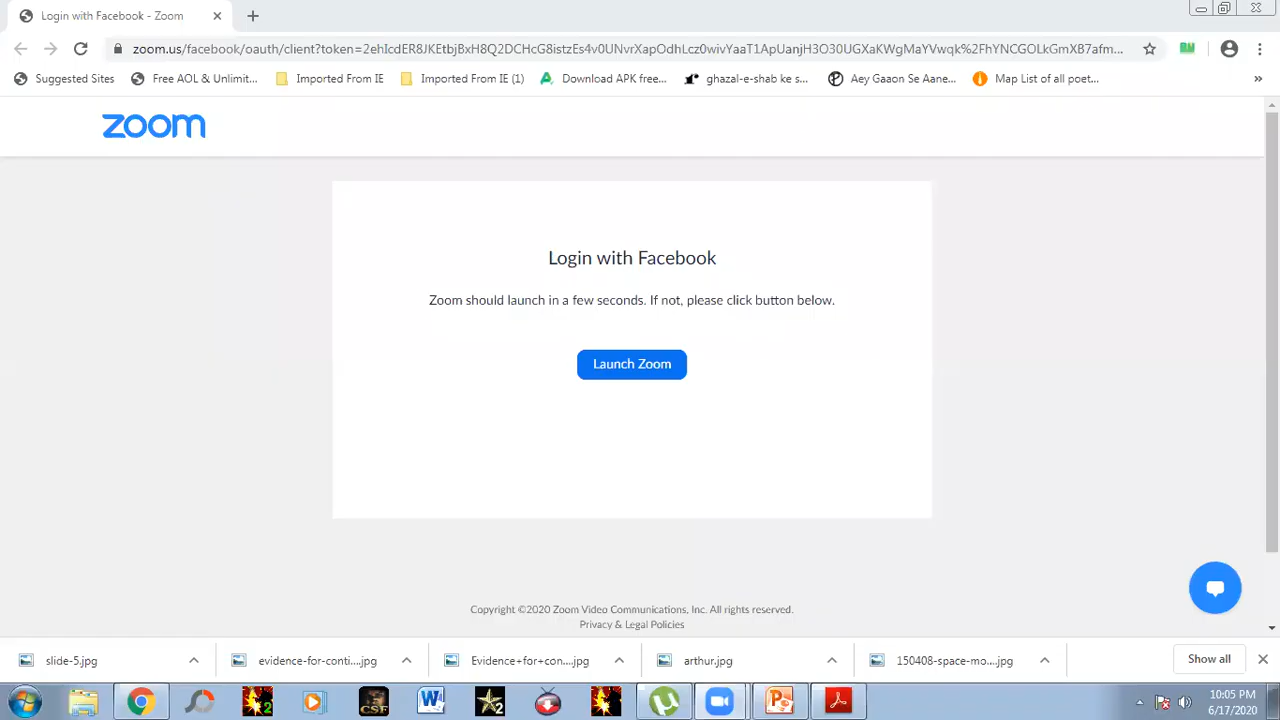 Login with Facebook - Zoom
zoom.us/facebook/oauth/client?token=2ehIcdER8JKEtbjBxH8Q2DCHcG8istzEs4v0UNvrXapOdhLcz0wivYaaT1ApUanjH3O30UGXaKWgMaYVwqk%2FhYNCGOLkGmXB7afm...
Suggested Sites Free AOL & Unlimit... Imported From IE Imported From IE (1) Download APK free... ghazal-e-shab ke s... Aey Gaon Se Aane... Map List of all poet... »
zoom
Login with Facebook
Zoom should launch in a few seconds. If not, please click button below.
Launch Zoom
Copyright ©2020 Zoom Video Communications, Inc. All rights reserved.
Privacy & Legal Policies
slide-5.jpg evidence-for-conti....jpg Evidence+for+con....jpg arthur.jpg 150408-space-mo....jpg Show all
10:05 PM
6/17/2020